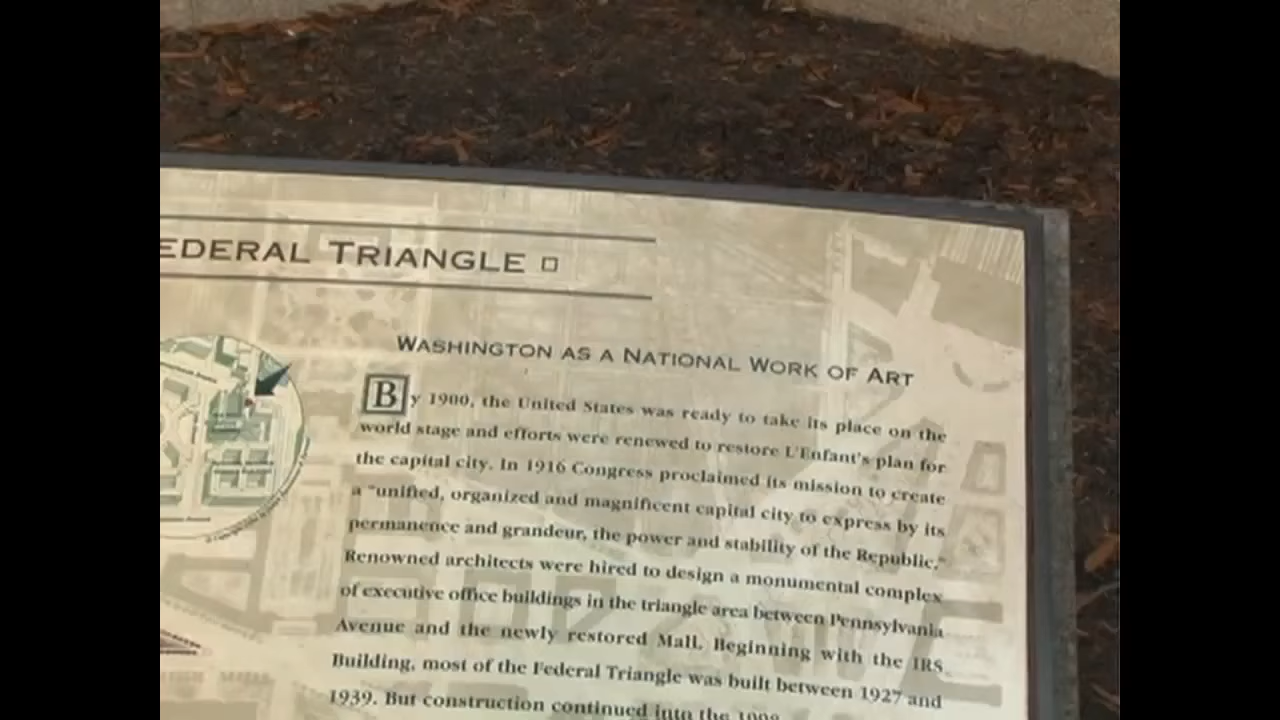 EDERAL TRIANGLE
WASHINGTON AS A NATIONAL WORK OF ART
By 1900, the United States was ready to take its place on the
world stage and efforts were renewed to restore L'Enfant's plan for
the capital city. In 1916 Congress proclaimed its mission to create
a "unified, organized and magnificent capital city to express by its
permanence and grandeur, the power and stability of the Republic."
Renowned architects were hired to design a monumental complex
of executive office buildings in the triangle area between Pennsylvania
Avenue and the newly restored Mall. Beginning with the IRS
Building, most of the Federal Triangle was built between 1927 and
1939. But construction continued into the